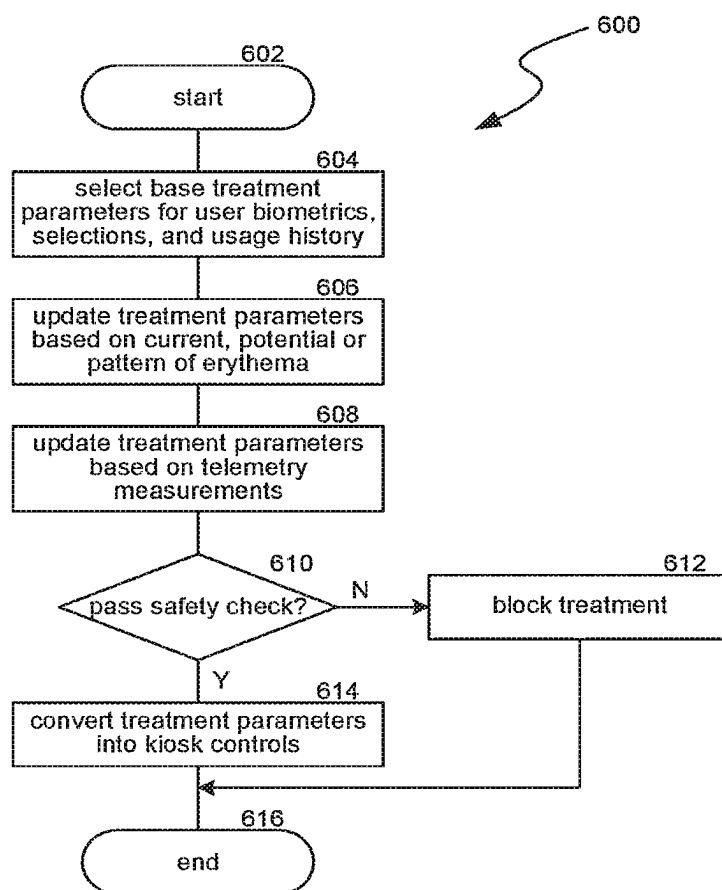 600
602
start
604
select base treatment
parameters for user biometrics,
selections, and usage history
606
update treatment parameters
based on current, potential or
pattern of erythema
608
update treatment parameters
based on telemetry
measurements
610
pass safety check?
N
612
block treatment
Y
614
convert treatment parameters
into kiosk controls
616
end